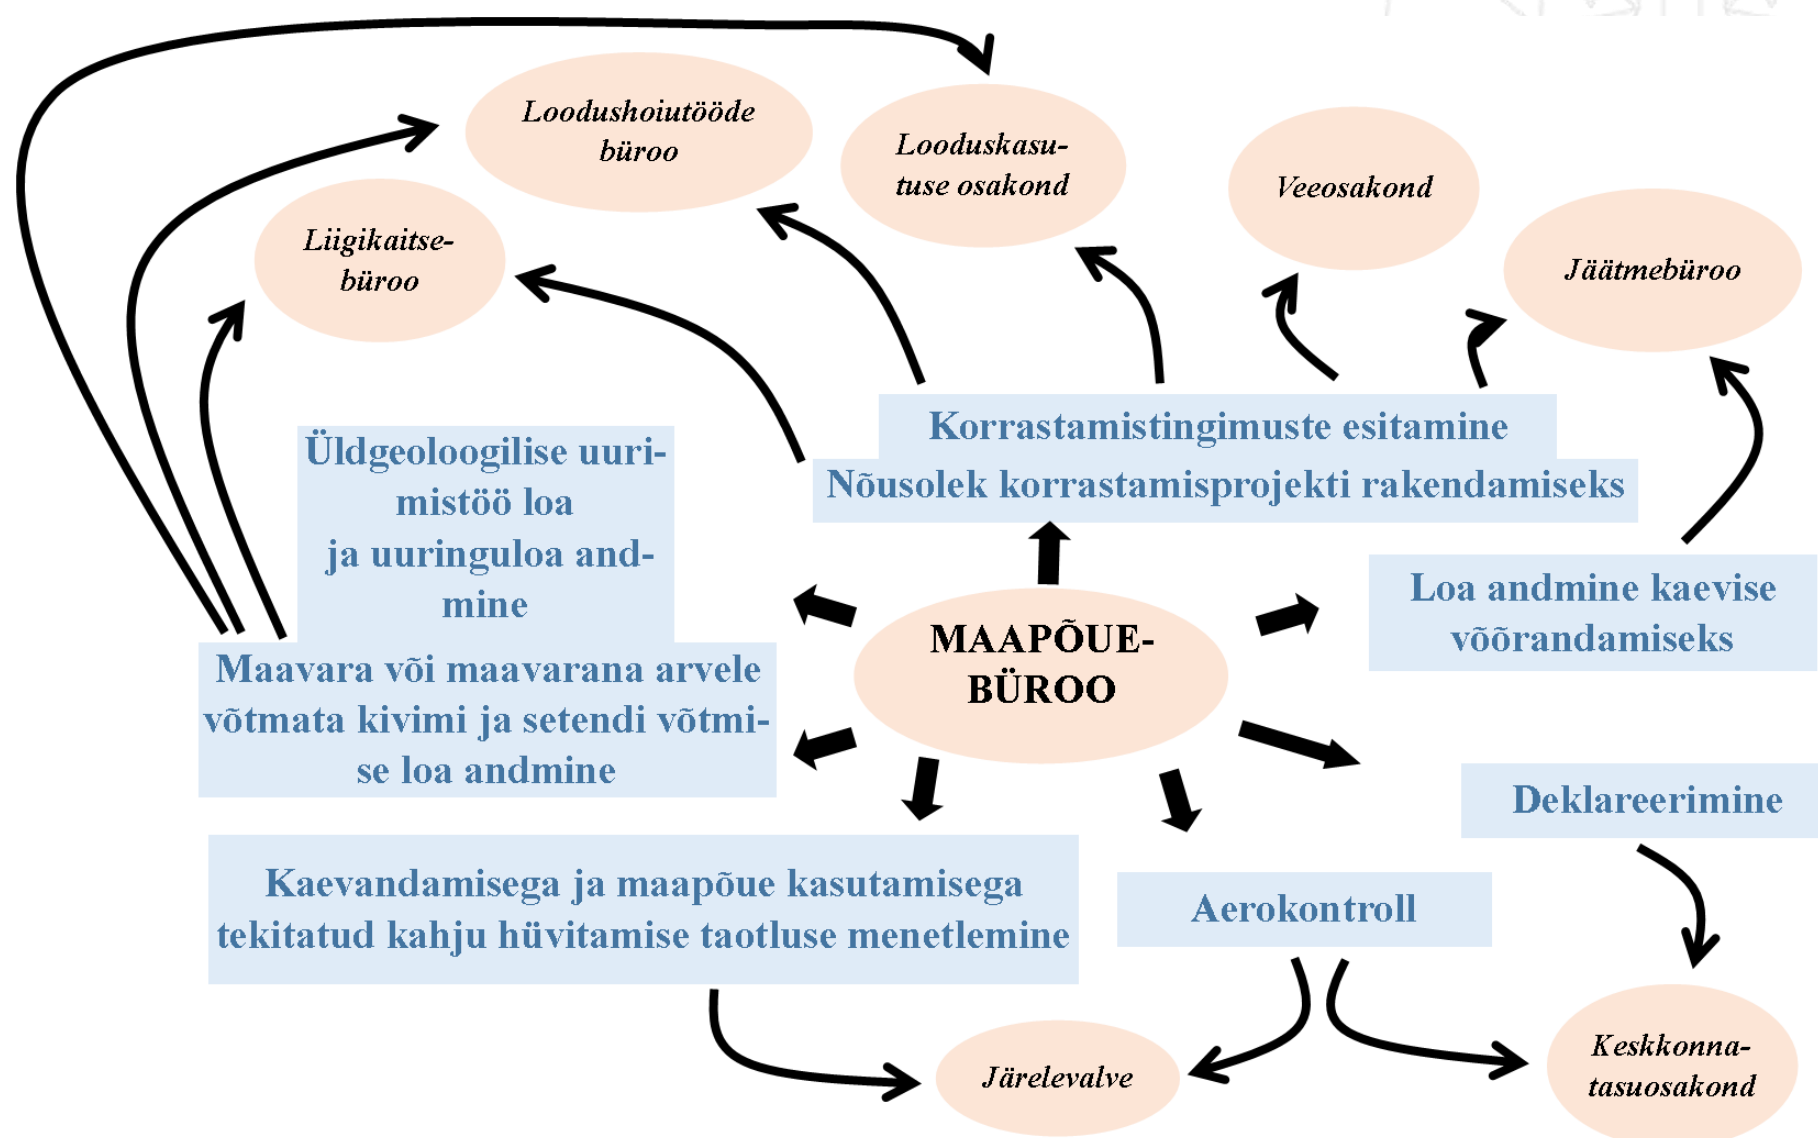 Loodushoiutööde
büroo
Looduskasu-
tuse osakond
Veeosakond
Liigikaitse-
büroo
Jäätmebüroo
Korrastamistingimuste esitamine
Nõusolek korrastamisprojekti rakendamiseks
Üldgeoloogilise uuri-
mistöö loa
ja uuringuloa and-
mine
Maavara või maavarana arvele
võtmata kivimi ja setendi võtmi-
se loa andmine
MAAPÕUE-
BÜROO
Loa andmine kaevise
võõrandamiseks
Deklareerimine
Kaevandamisega ja maapõue kasutamisega
tekitatud kahju hüvitamise taotluse menetlemine
Aerokontroll
Järelevalve
Keskkonna-
tasuosakond